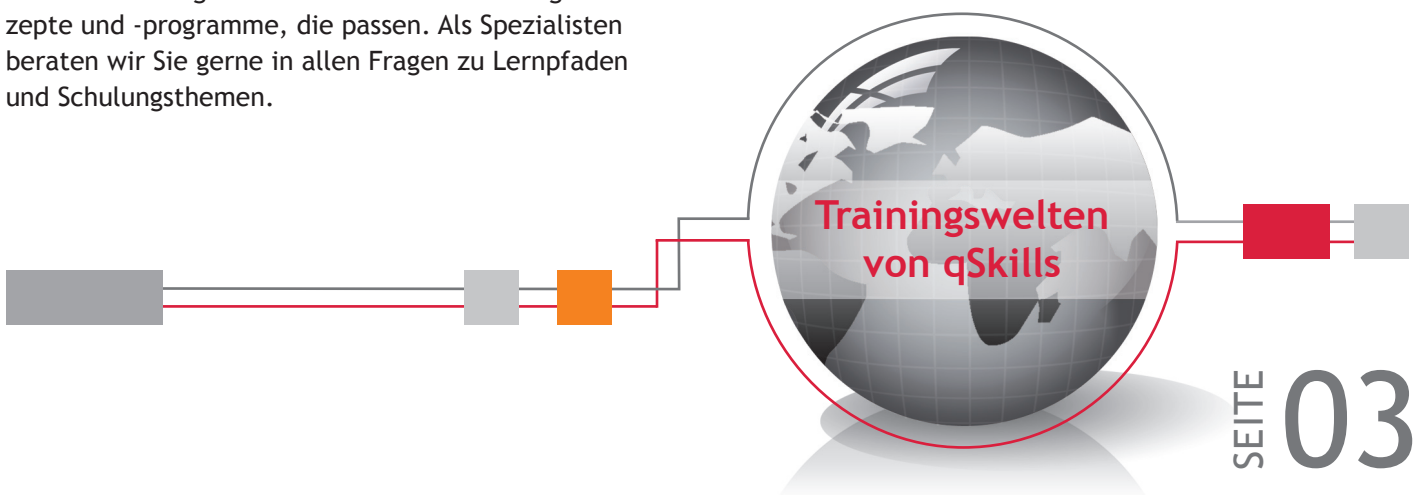 zepte und -programme, die passen. Als Spezialisten
beraten wir Sie gerne in allen Fragen zu Lernpfaden
und Schulungsthemen.
Trainingswelten
von qSkills
SEITE 03